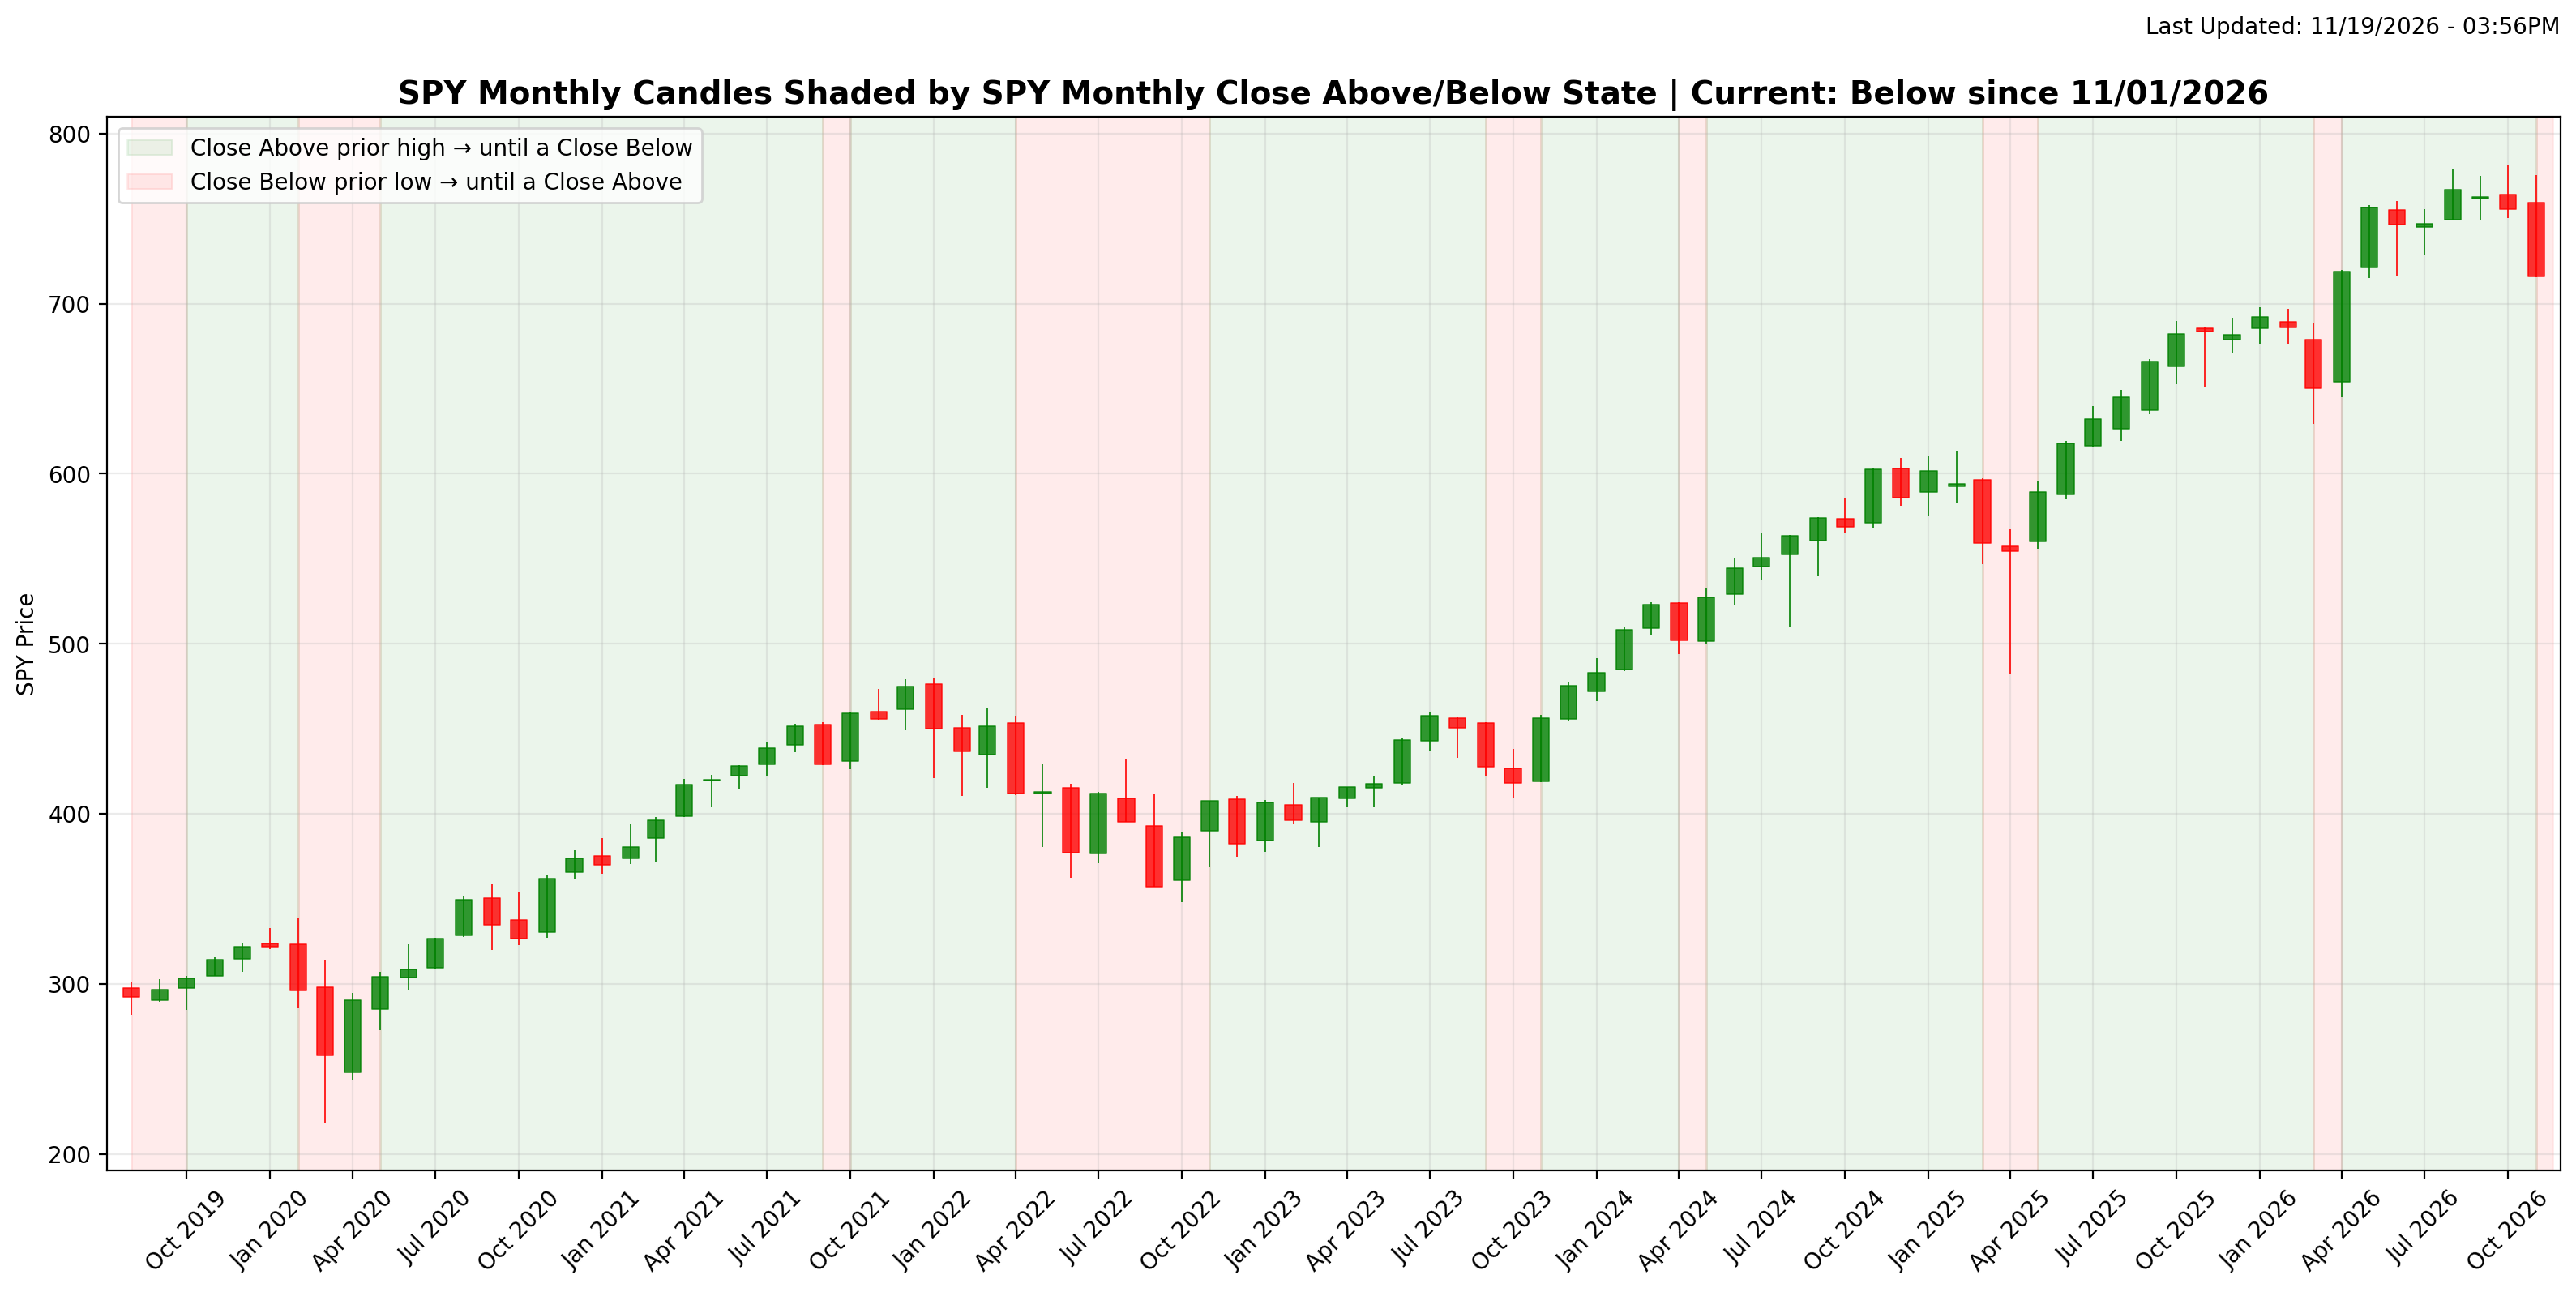 Last Updated: 11/19/2026 - 03:56PM
SPY Monthly Candles Shaded by SPY Monthly Close Above/Below State | Current: Below since 11/01/2026
Close Above prior high → until a Close Below
Close Below prior low → until a Close Above
SPY Price
800
700
600
500
400
300
200
Oct 2019
Jan 2020
Apr 2020
Jul 2020
Oct 2020
Jan 2021
Apr 2021
Jul 2021
Oct 2021
Jan 2022
Apr 2022
Jul 2022
Oct 2022
Jan 2023
Apr 2023
Jul 2023
Oct 2023
Jan 2024
Apr 2024
Jul 2024
Oct 2024
Jan 2025
Apr 2025
Jul 2025
Oct 2025
Jan 2026
Apr 2026
Jul 2026
Oct 2026